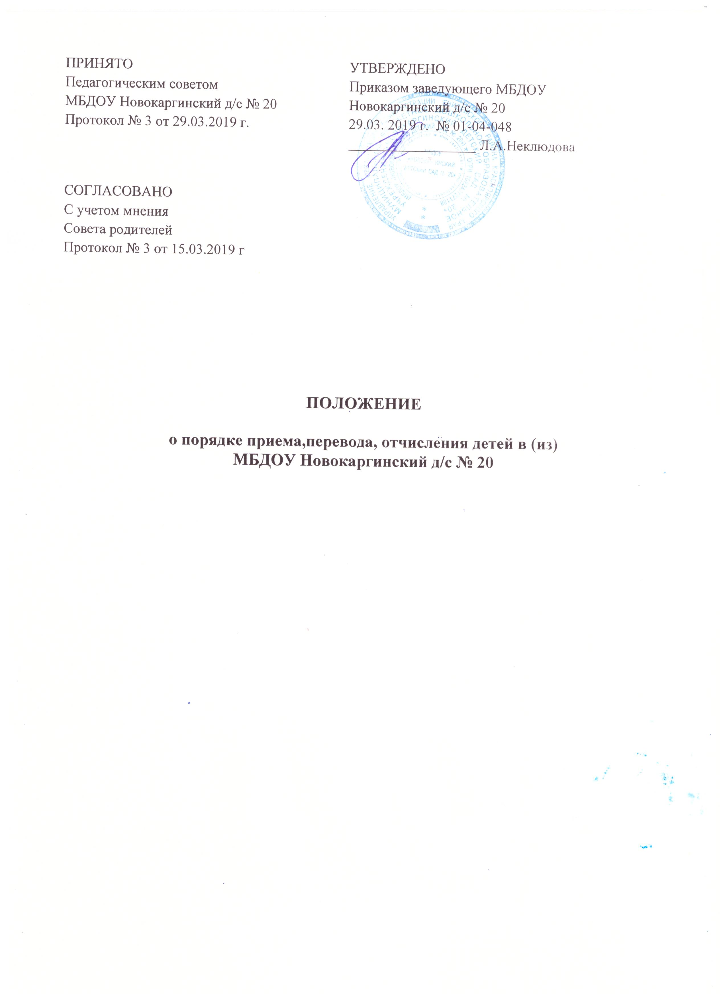 ПРИНЯТО
Педагогическим советом
МБДОУ Новокаргинский д/с № 20
Протокол № 3 от 29.03.2019 г.
УТВЕРЖДЕНО
Приказом заведующего МБДОУ
Новокаргинский д/с № 20
29.03. 2019 г.  № 01-04-048
Л.А.Неклюдова
СОГЛАСОВАНО
С учетом мнения
Совета родителей
Протокол № 3 от 15.03.2019 г
ПОЛОЖЕНИЕ
о порядке приема,перевода, отчисления детей в (из)
МБДОУ Новокаргинский д/с № 20